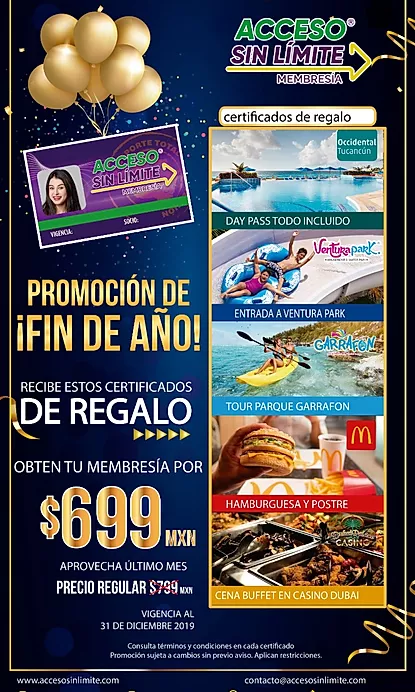 ACCESO®
SIN LÍMITE
MEMBRESÍA
certificados de regalo
ACCESO
SIN LÍMITE
MEMBRESÍA
VIGENCIA:
SOCIO:
Occidental
Tucancún
DAY PASS TODO INCLUIDO
Ventura park
ENTRADA A VENTURA PARK
GARRAFÓN
TOUR PARQUE GARRAFON
HAMBURGUESA Y POSTRE
CASINO
CENA BUFFET EN CASINO DUBAI
PROMOCIÓN DE
¡FIN DE AÑO!
RECIBE ESTOS CERTIFICADOS
DE REGALO
OBTEN TU MEMBRESÍA POR
$699 MXN
APROVECHA ÚLTIMO MES
PRECIO REGULAR $799 MXN
VIGENCIA AL
31 DE DICIEMBRE 2019
Consulta términos y condiciones en cada certificado
Promoción sujeta a cambios sin previo aviso. Aplican restricciones.
www.accesosinlimite.com
contacto@accesosinlimite.com